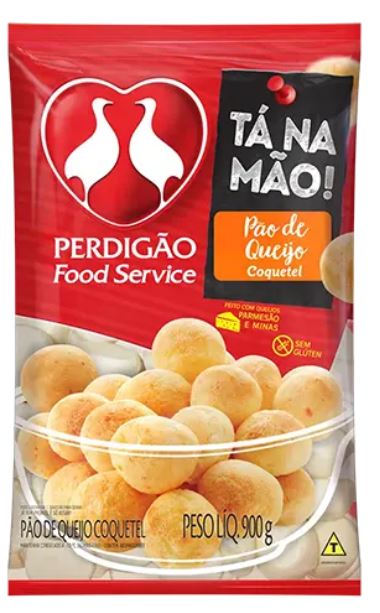 PERDIGÃO
Food Service
TÁ NA
MÃO!
Pão de
Queijo
Coquetel
FEITO COM QUEIJOS
PARMESÃO
E MINAS
SEM
GLÚTEN
PÃO DE QUEIJO COQUETEL
PESO LÍQ. 900 g
T